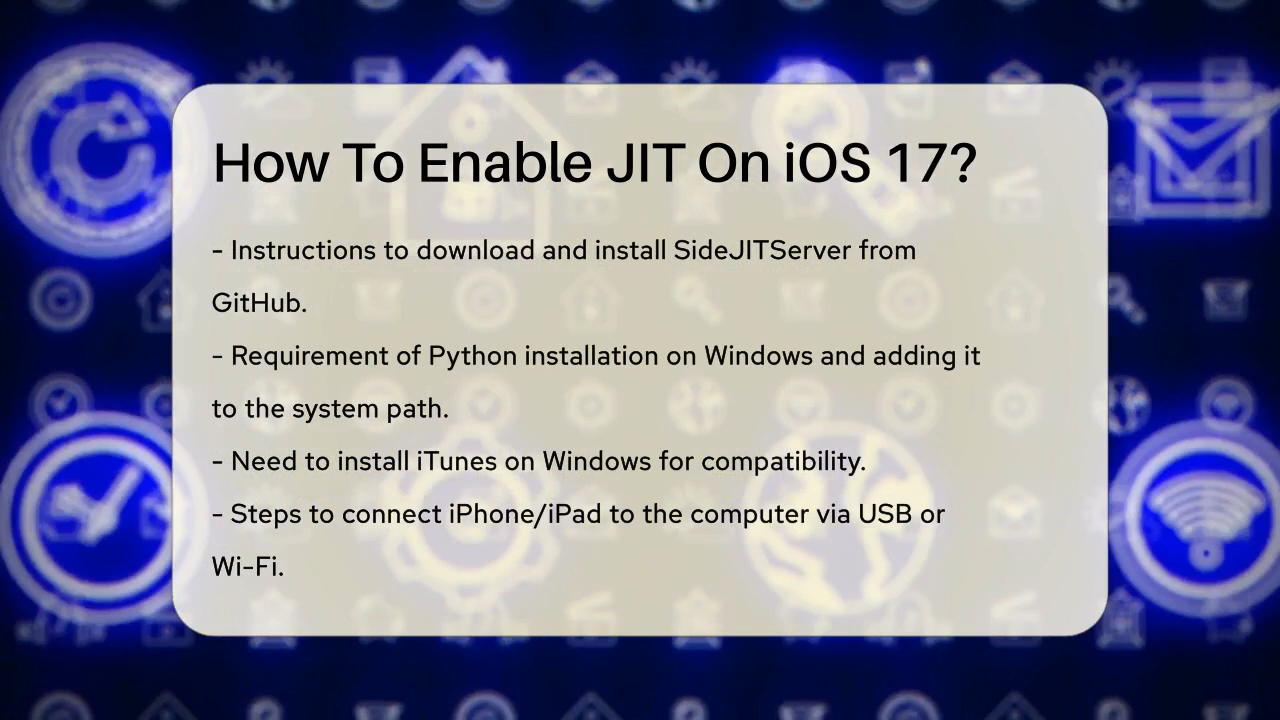 How To Enable JIT On iOS 17?
- Instructions to download and install SideJITServer from
GitHub.
- Requirement of Python installation on Windows and adding it
to the system path.
- Need to install iTunes on Windows for compatibility.
- Steps to connect iPhone/iPad to the computer via USB or
Wi-Fi.